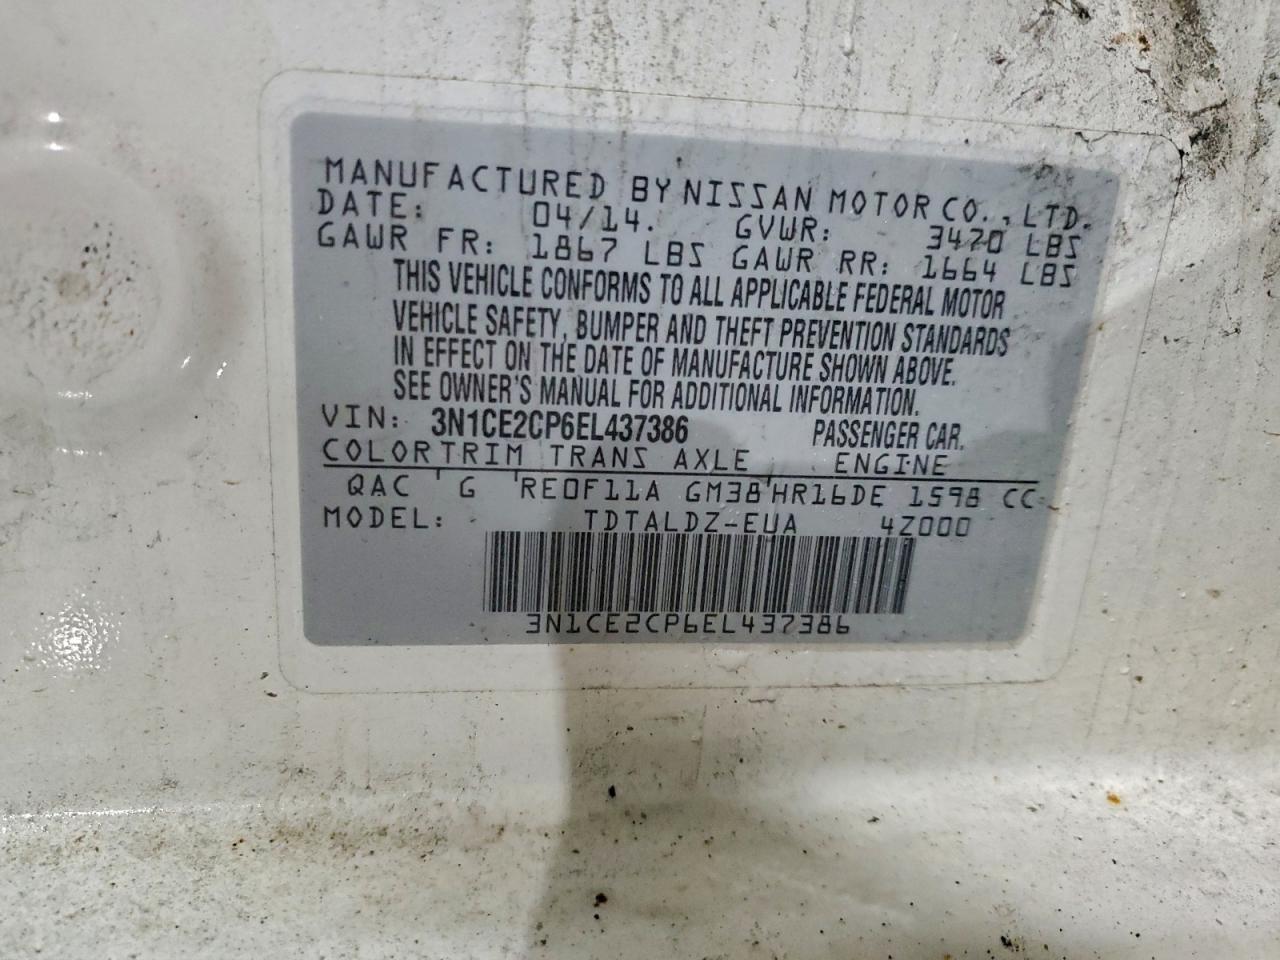 MANUFACTURED BY NISSAN MOTOR CO., LTD.
DATE: 04/14. GVWR: 3470 LBS
GAWR FR: 1867 LBS GAWR RR: 1664 LBS
THIS VEHICLE CONFORMS TO ALL APPLICABLE FEDERAL MOTOR
VEHICLE SAFETY, BUMPER AND THEFT PREVENTION STANDARDS
IN EFFECT ON THE DATE OF MANUFACTURE SHOWN ABOVE.
SEE OWNER'S MANUAL FOR ADDITIONAL INFORMATION.
VIN: 3N1CE2CP6EL437386 PASSENGER CAR.
COLOR TRIM TRANS AXLE ENGINE
QAC G RE0F11A GM38 HR16DE 1598 CC
MODEL: TDTALDZ-EUA 4Z000
3N1CE2CP6EL437386